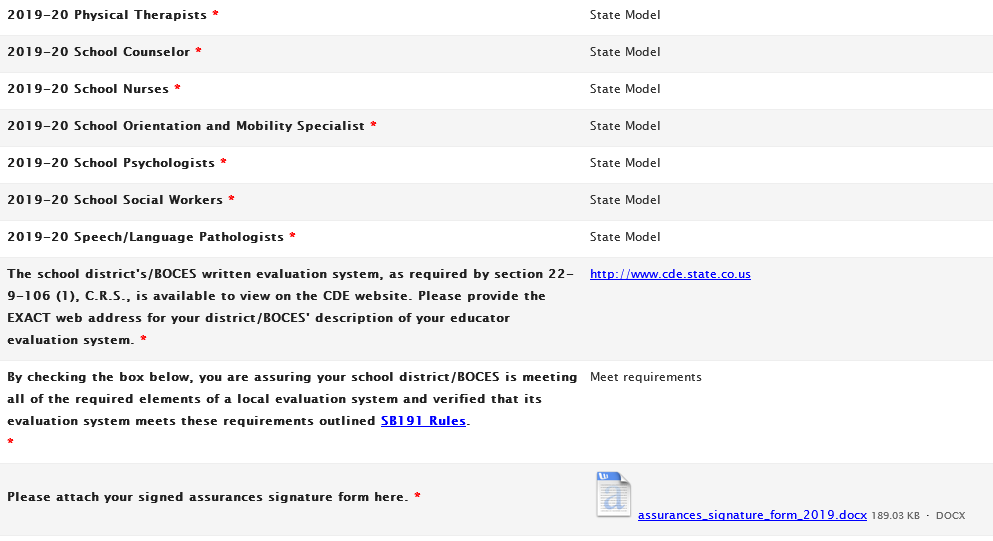 2019-20 Physical Therapists * State Model
2019-20 School Counselor * State Model
2019-20 School Nurses * State Model
2019-20 School Orientation and Mobility Specialist * State Model
2019-20 School Psychologists * State Model
2019-20 School Social Workers * State Model
2019-20 Speech/Language Pathologists * State Model
The school district's/BOCES written evaluation system, as required by section 22-
9-106 (1), C.R.S., is available to view on the CDE website. Please provide the
EXACT web address for your district/BOCES' description of your educator
evaluation system. *
http://www.cde.state.co.us
By checking the box below, you are assuring your school district/BOCES is meeting
all of the required elements of a local evaluation system and verified that its
evaluation system meets these requirements outlined SB191 Rules.
*
Meet requirements
Please attach your signed assurances signature form here. *
assurances_signature_form_2019.docx 189.03 KB · DOCX